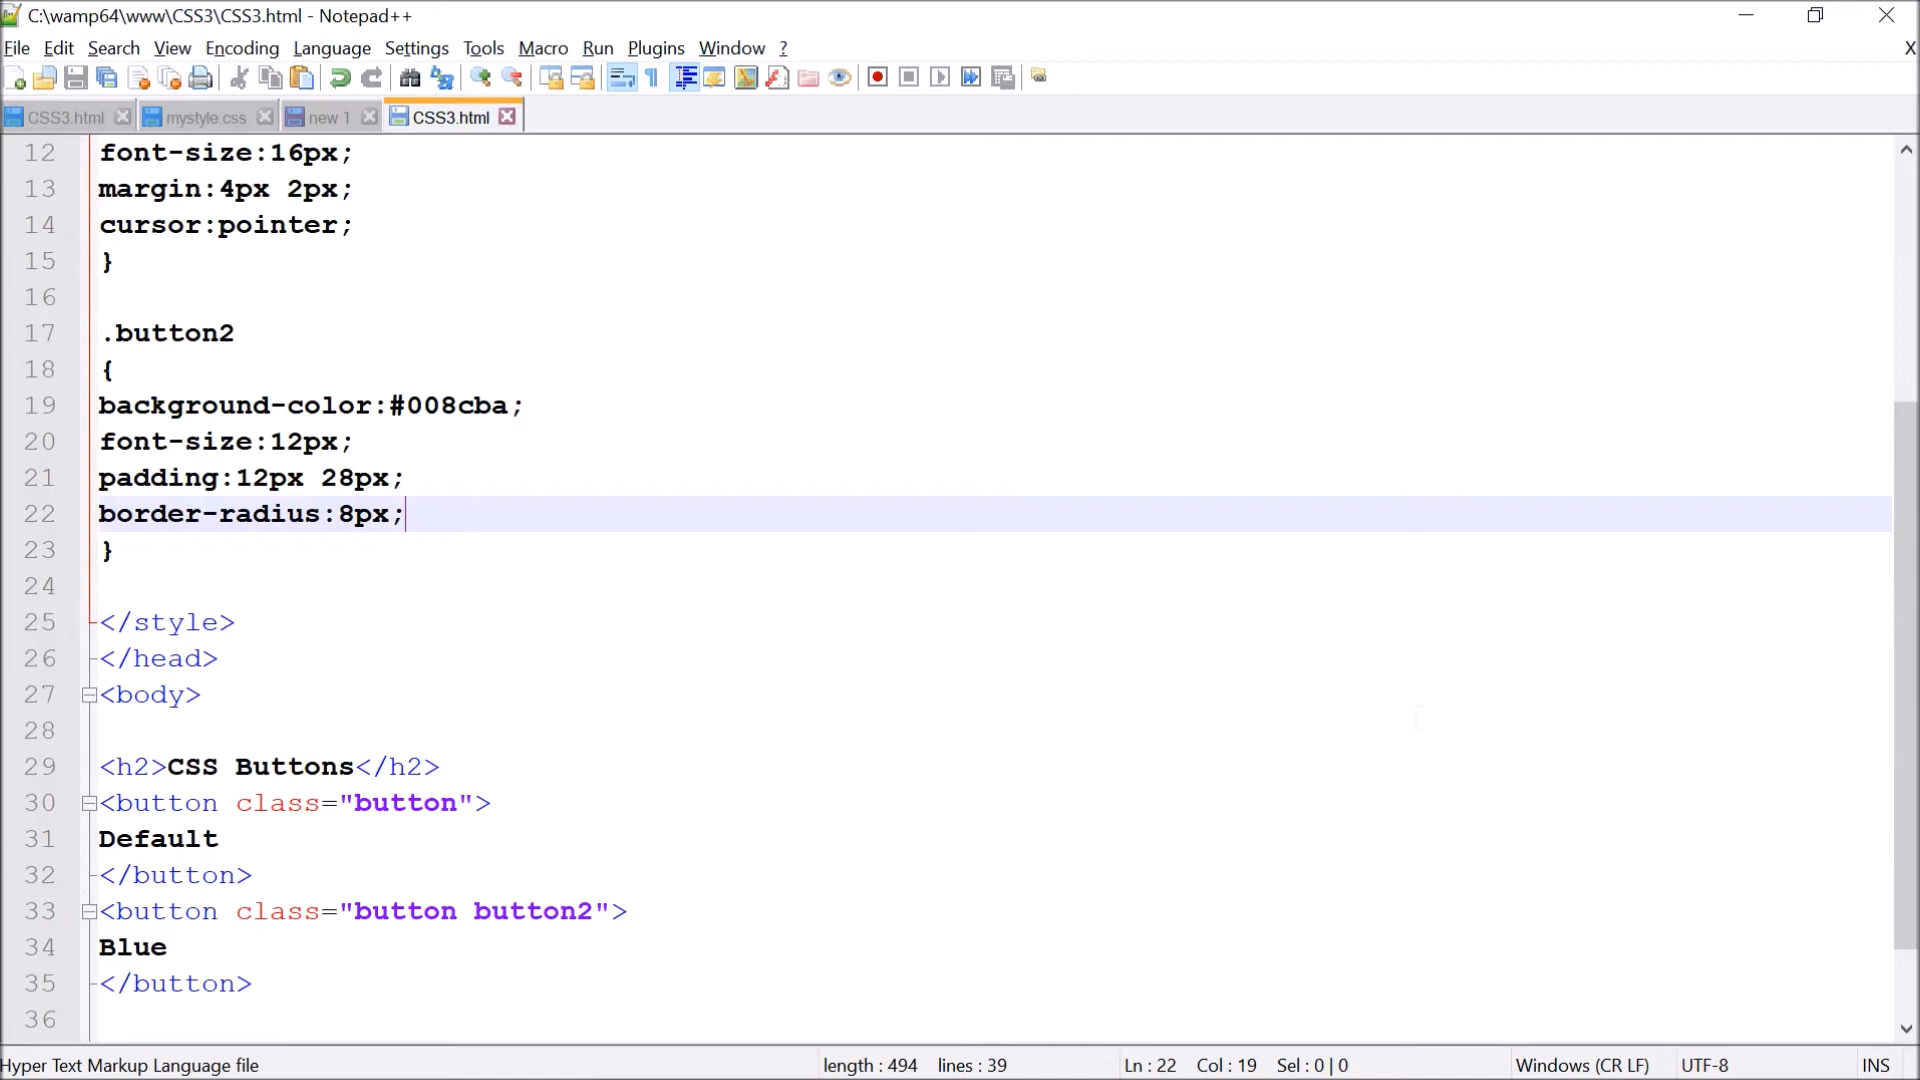 C:\wamp64\www\CSS3\CSS3.html - Notepad++
File Edit Search View Encoding Language Settings Tools Macro Run Plugins Window ? X
CSS3.html mystyle.css new 1 CSS3.html
12 font-size:16px;
13 margin:4px 2px;
14 cursor:pointer;
15 }
16
17 .button2
18 {
19 background-color:#008cba;
20 font-size:12px;
21 padding:12px 28px;
22 border-radius:8px;
23 }
24
25 </style>
26 </head>
27 <body>
28
29 <h2>CSS Buttons</h2>
30 <button class="button">
31 Default
32 </button>
33 <button class="button button2">
34 Blue
35 </button>
36
Hyper Text Markup Language file length : 494 lines : 39 Ln : 22 Col : 19 Sel : 0 | 0 Windows (CR LF) UTF-8 INS